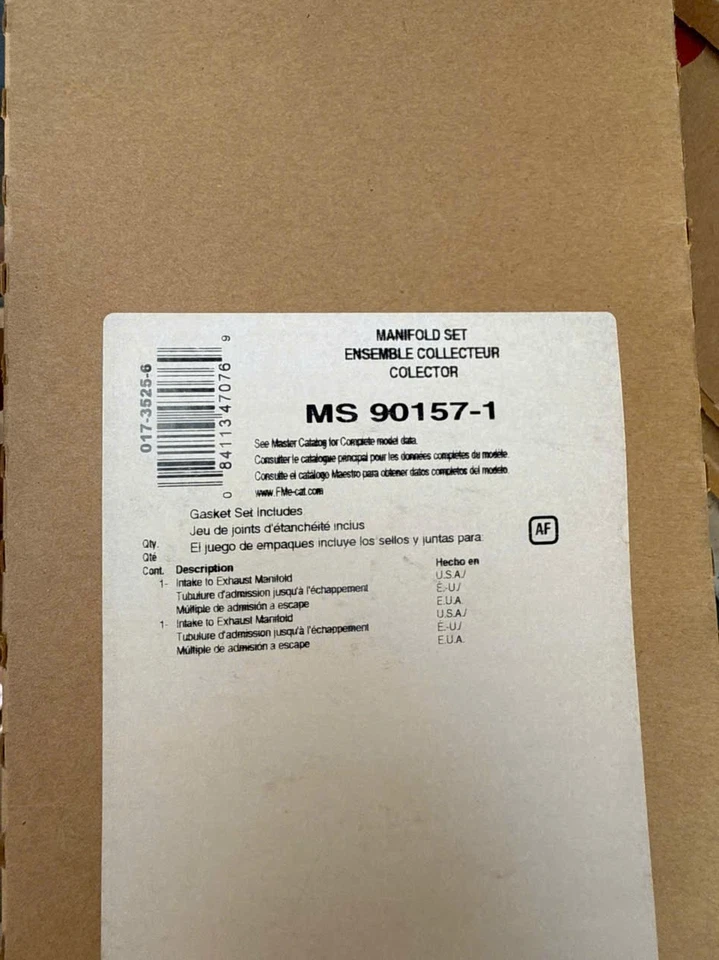 MANIFOLD SET
ENSEMBLE COLLECTEUR
COLECTOR
MS 90157-1
017-3525-6
0 84113 47076 9
See Master Catalog for Complete model data.
Consulter le catalogue principal pour les données complètes du modèle.
Consulte el catálogo Maestro para obtener datos completos del modelo.
www.FMe-cat.com
Gasket Set Includes
Jeu de joints d'étanchéité inclus
El juego de empaques incluye los sellos y juntas para:
AF
Qty.
Qté
Cont. Description Hecho en
1- Intake to Exhaust Manifold U.S.A./
Tubulure d'admission jusqu'à l'échappement É.-U./
Múltiple de admisión a escape E.U.A.
1- Intake to Exhaust Manifold U.S.A./
Tubulure d'admission jusqu'à l'échappement É.-U./
Múltiple de admisión a escape E.U.A.